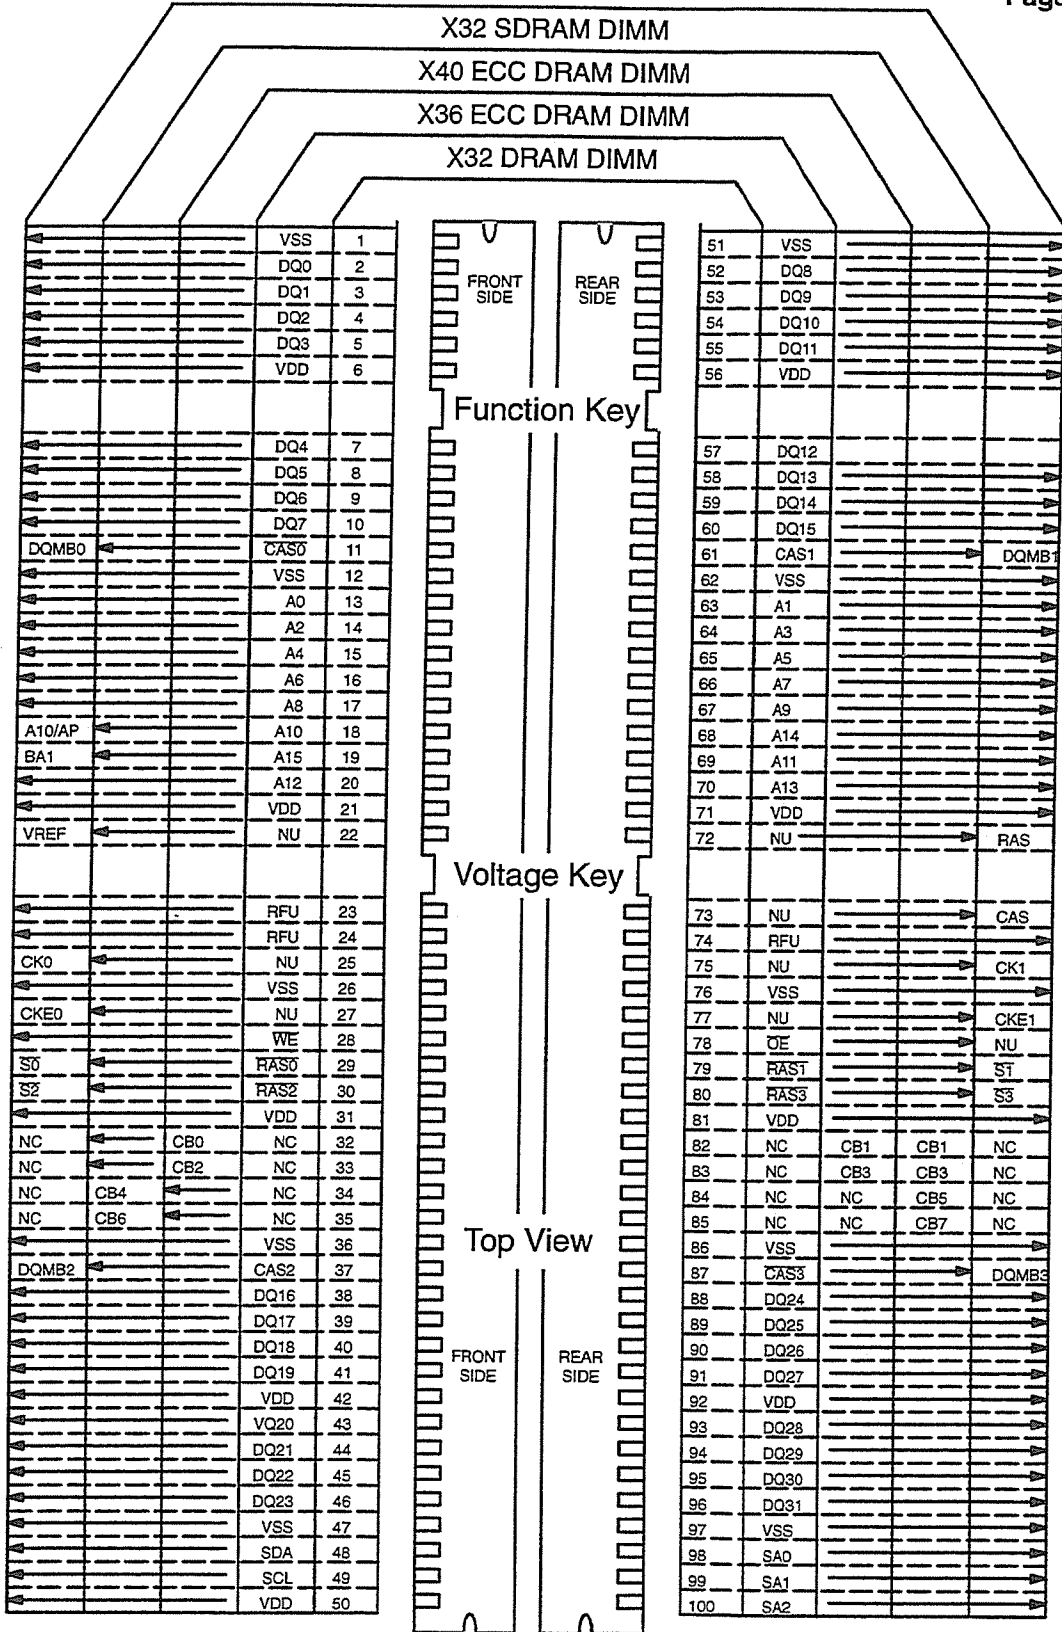 Page
X32 SDRAM DIMM
X40 ECC DRAM DIMM
X36 ECC DRAM DIMM
X32 DRAM DIMM
VSS 1
DQ0 2
DQ1 3
DQ2 4
DQ3 5
VDD 6
DQ4 7
DQ5 8
DQ6 9
DQ7 10
DQMB0 CAS0 11
VSS 12
A0 13
A2 14
A4 15
A6 16
A8 17
A10/AP A10 18
BA1 A15 19
A12 20
VDD 21
VREF NU 22
RFU 23
RFU 24
CK0 NU 25
VSS 26
CKE0 NU 27
WE 28
S0 RAS0 29
S2 RAS2 30
VDD 31
NC CB0 NC 32
NC CB2 NC 33
NC CB4 NC 34
NC CB6 NC 35
VSS 36
DQMB2 CAS2 37
DQ16 38
DQ17 39
DQ18 40
DQ19 41
VDD 42
VQ20 43
DQ21 44
DQ22 45
DQ23 46
VSS 47
SDA 48
SCL 49
VDD 50
FRONT SIDE
REAR SIDE
Function Key
Voltage Key
Top View
FRONT SIDE
REAR SIDE
51 VSS
52 DQ8
53 DQ9
54 DQ10
55 DQ11
56 VDD
57 DQ12
58 DQ13
59 DQ14
60 DQ15
61 CAS1 DQMB1
62 VSS
63 A1
64 A3
65 A5
66 A7
67 A9
68 A14
69 A11
70 A13
71 VDD
72 NU RAS
73 NU CAS
74 RFU
75 NU CK1
76 VSS
77 NU CKE1
78 OE NU
79 RAS1 S1
80 RAS3 S3
81 VDD
82 NC CB1 CB1 NC
83 NC CB3 CB3 NC
84 NC NC CB5 NC
85 NC NC CB7 NC
86 VSS
87 CAS3 DQMB3
88 DQ24
89 DQ25
90 DQ26
91 DQ27
92 VDD
93 DQ28
94 DQ29
95 DQ30
96 DQ31
97 VSS
98 SA0
99 SA1
100 SA2